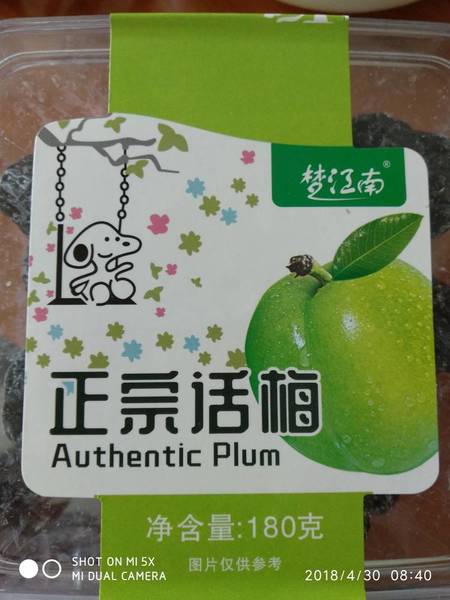 梦江南®
正宗话梅
Authentic Plum
净含量:180克
图片仅供参考
SHOT ON MI 5X
MI DUAL CAMERA
2018/4/30 08:40